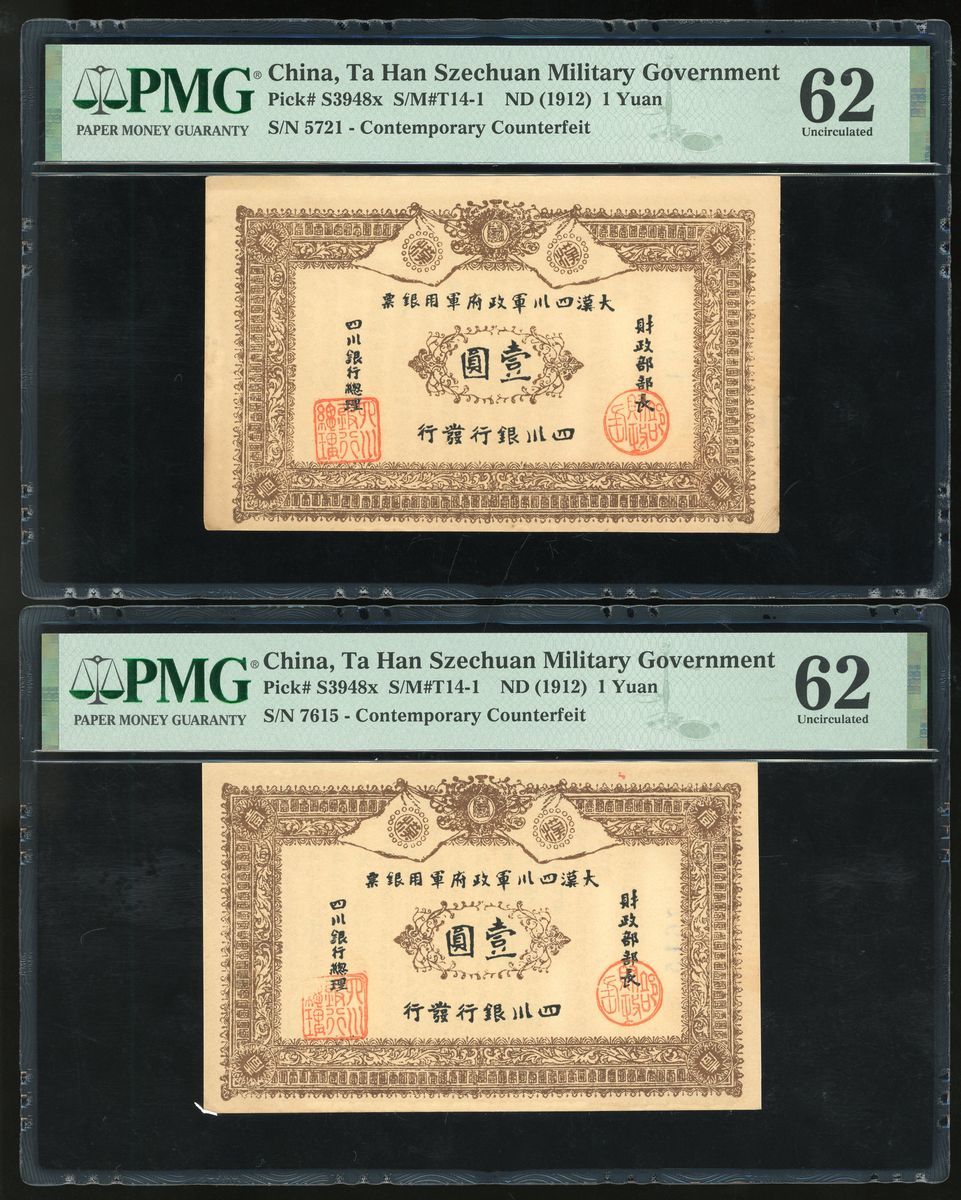 PMG® China, Ta Han Szechuan Military Government 62
Pick# S3948x S/M#T14-1 ND (1912) 1 Yuan
PAPER MONEY GUARANTY
Uncirculated
S/N 5721 - Contemporary Counterfeit
大漢四川軍政府軍用銀票
財政部部長
壹圓
四川銀行總理
四川銀行發行
PMG® China, Ta Han Szechuan Military Government 62
Pick# S3948x S/M#T14-1 ND (1912) 1 Yuan
PAPER MONEY GUARANTY
Uncirculated
S/N 7615 - Contemporary Counterfeit
大漢四川軍政府軍用銀票
財政部部長
壹圓
四川銀行總理
四川銀行發行